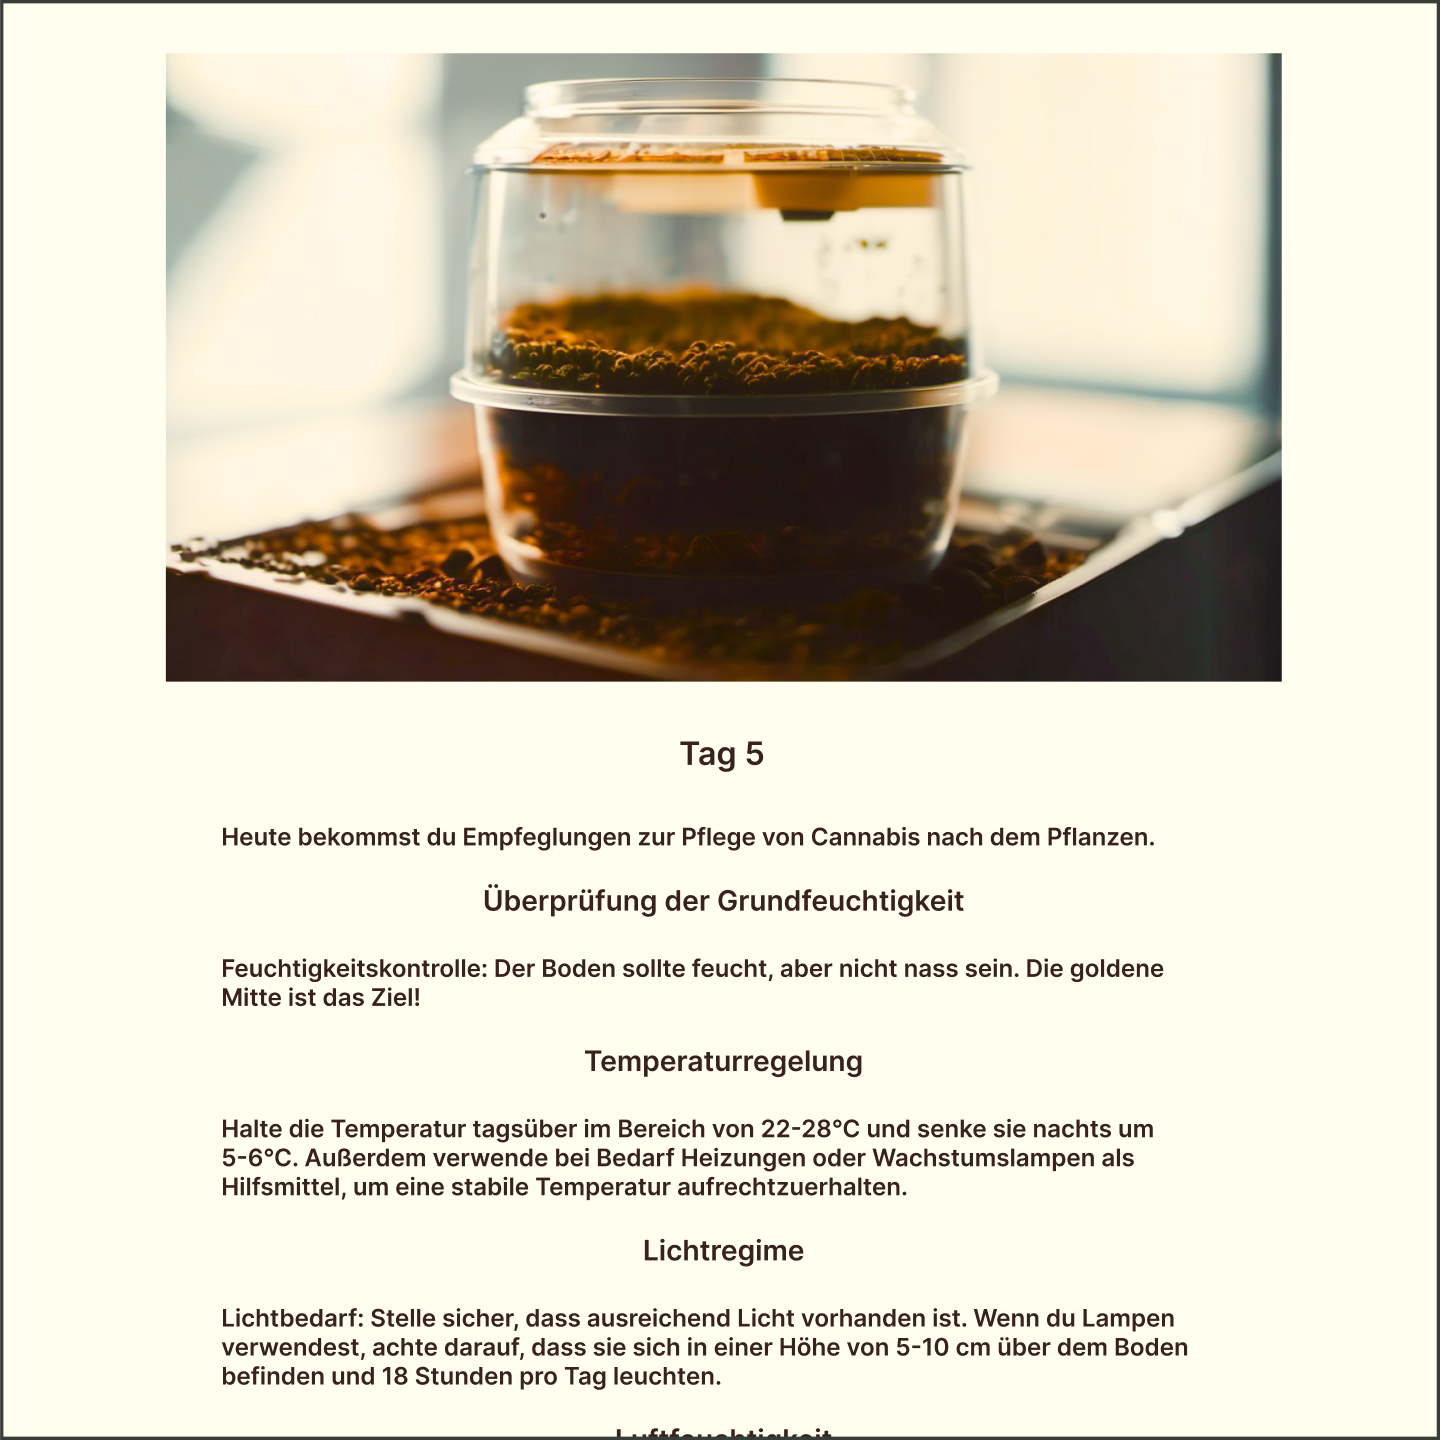 Tag 5
Heute bekommst du Empfeglungen zur Pflege von Cannabis nach dem Pflanzen.
Überprüfung der Grundfeuchtigkeit
Feuchtigkeitskontrolle: Der Boden sollte feucht, aber nicht nass sein. Die goldene
Mitte ist das Ziel!
Temperaturregelung
Halte die Temperatur tagsüber im Bereich von 22-28°C und senke sie nachts um
5-6°C. Außerdem verwende bei Bedarf Heizungen oder Wachstumslampen als
Hilfsmittel, um eine stabile Temperatur aufrechtzuerhalten.
Lichtregime
Lichtbedarf: Stelle sicher, dass ausreichend Licht vorhanden ist. Wenn du Lampen
verwendest, achte darauf, dass sie sich in einer Höhe von 5-10 cm über dem Boden
befinden und 18 Stunden pro Tag leuchten.
Luftfeuchtigkeit